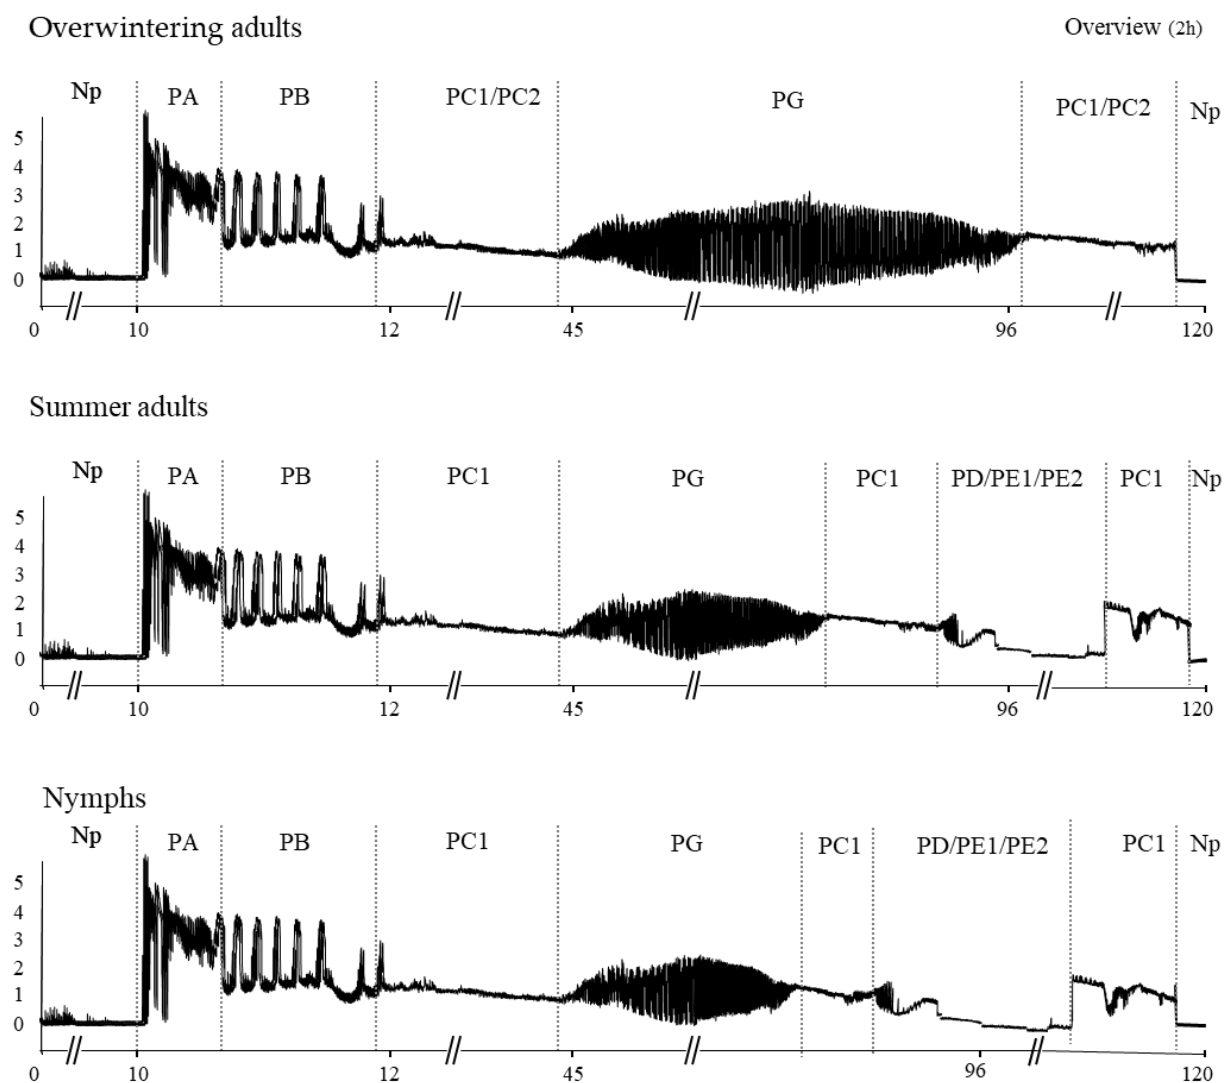 Overwintering adults
Overview (2h)
Np PA PB PC1/PC2 PG PC1/PC2 Np
5
4
3
2
1
0
0 10 12 45 96 120
Summer adults
Np PA PB PC1 PG PC1 PD/PE1/PE2 PC1 Np
5
4
3
2
1
0
0 10 12 45 96 120
Nymphs
Np PA PB PC1 PG PC1 PD/PE1/PE2 PC1 Np
5
4
3
2
1
0
0 10 12 45 96 120